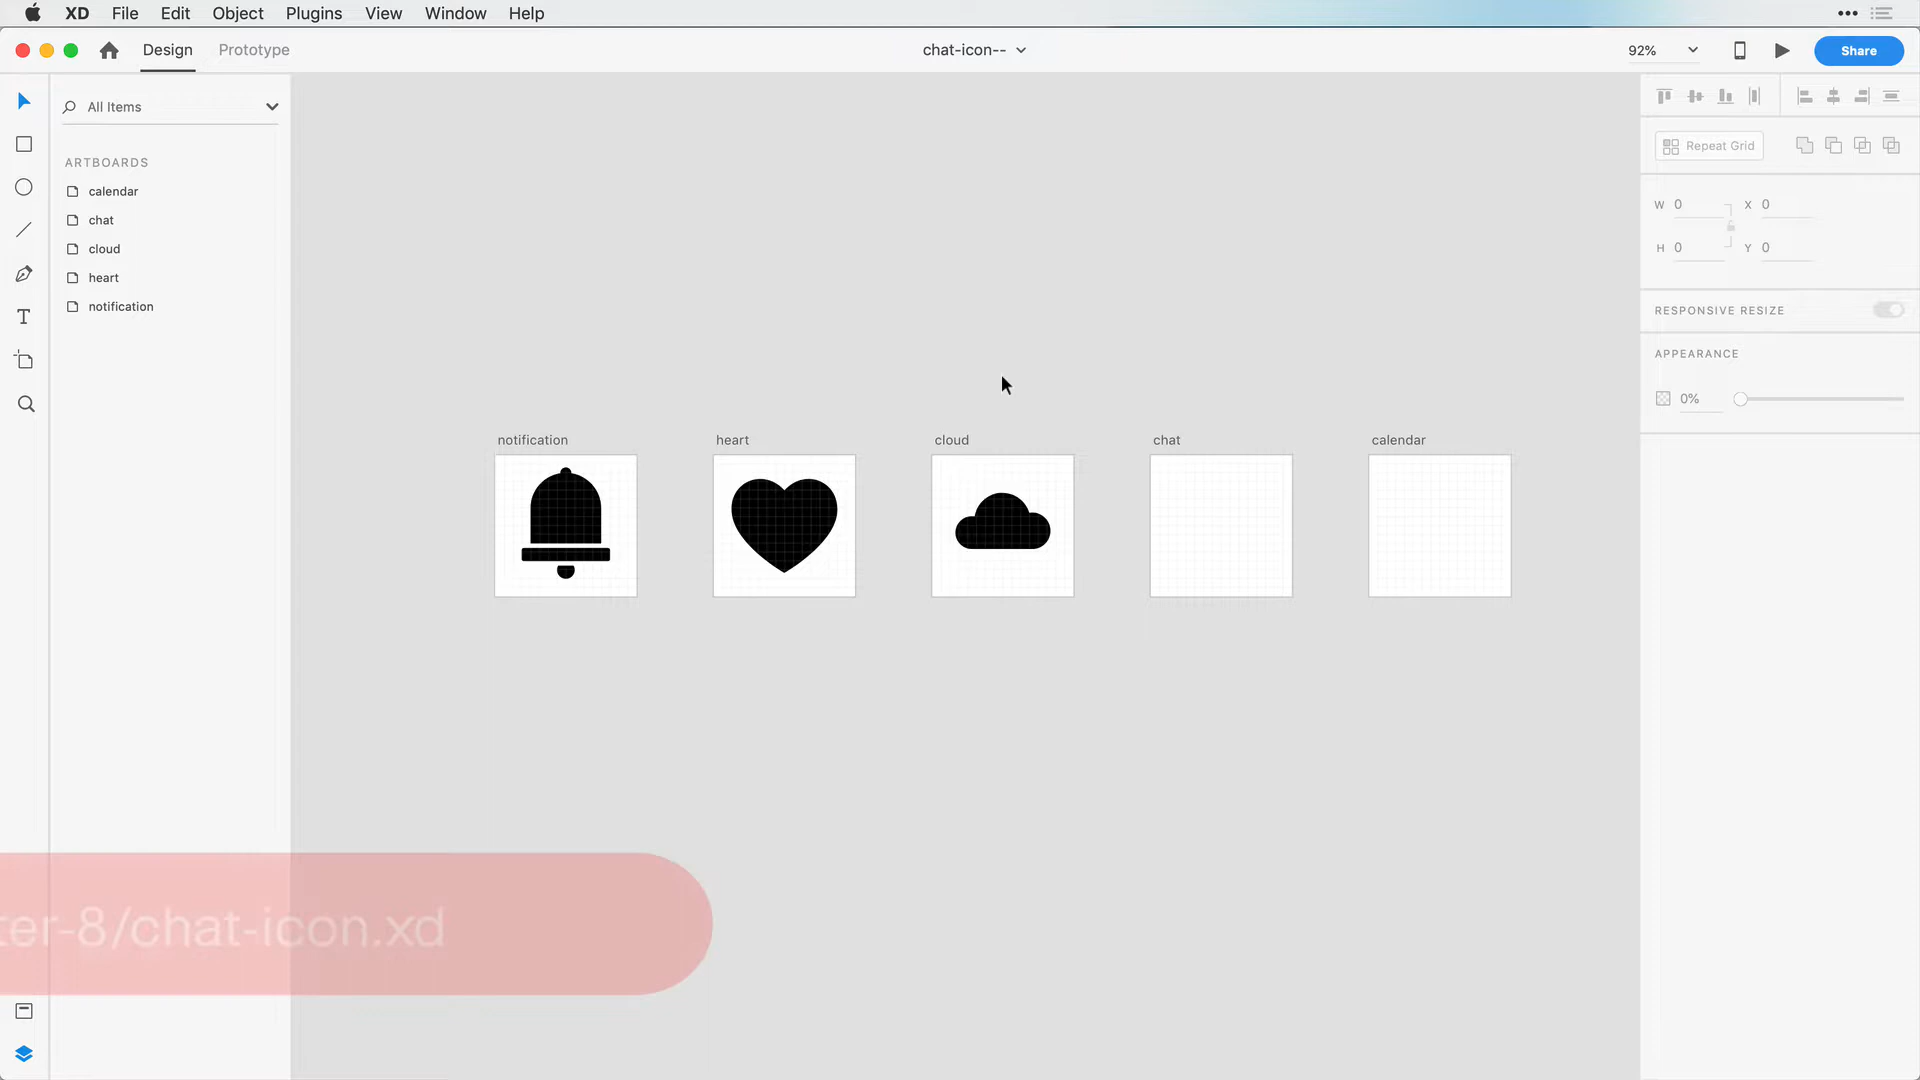 XD File Edit Object Plugins View Window Help
Design Prototype
chat-icon--
92%
Share
All Items
ARTBOARDS
calendar
chat
cloud
heart
notification
notification
heart
cloud
chat
calendar
Repeat Grid
W 0 X 0
H 0 Y 0
RESPONSIVE RESIZE
APPEARANCE
0%
ter-8/chat-icon.xd